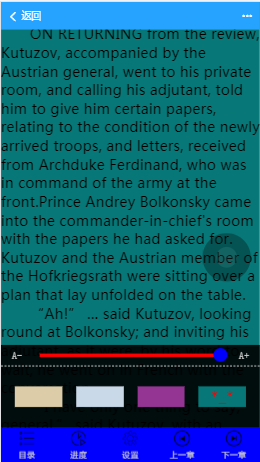 返回
ON RETURNING from the review,
Kutuzov, accompanied by the
Austrian general, went to his private
room, and calling his adjutant, told
him to give him certain papers,
relating to the condition of the newly
arrived troops, and letters, received
from Archduke Ferdinand, who was
in command of the army at the
front.Prince Andrey Bolkonsky came
into the commander-in-chief's room
with the papers he had asked for.
Kutuzov and the Austrian member of
the Hofkriegsrath were sitting over a
plan that lay unfolded on the table.
“Ah!” … said Kutuzov, looking
round at Bolkonsky; and inviting his
A- A+
目录 进度 设置 上一章 下一章